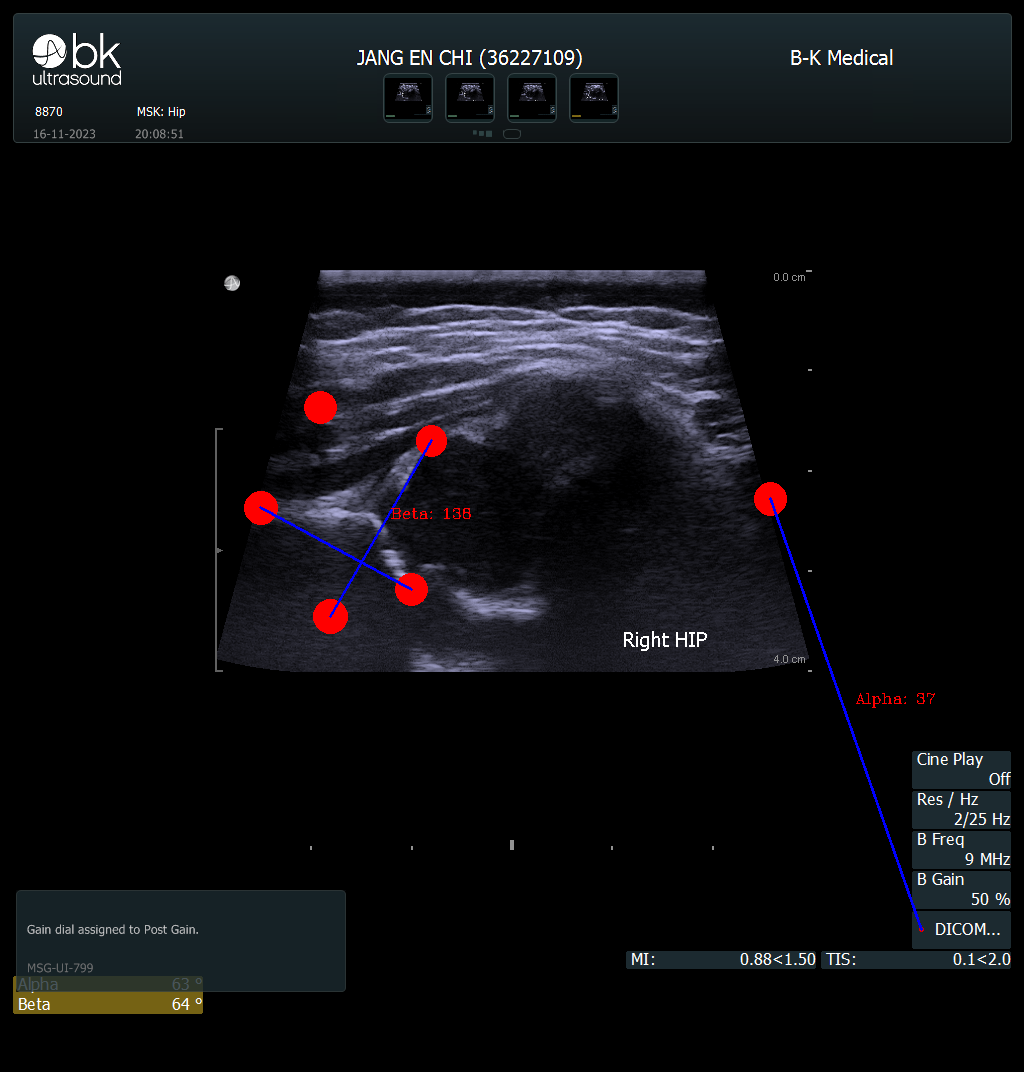 bk
ultrasound
JANG EN CHI (36227109)
B-K Medical
8870
MSK: Hip
16-11-2023
20:08:51
0.0 cm
Beta: 136
Right HIP
4.0 cm
Alpha: 37
Cine Play
Off
Res / Hz
2/25 Hz
B Freq
9 MHz
B Gain
50 %
DICOM...
Gain dial assigned to Post Gain.
MSG-UI-799
MI: 0.88<1.50
TIS: 0.1<2.0
Alpha 63 º
Beta 64 º